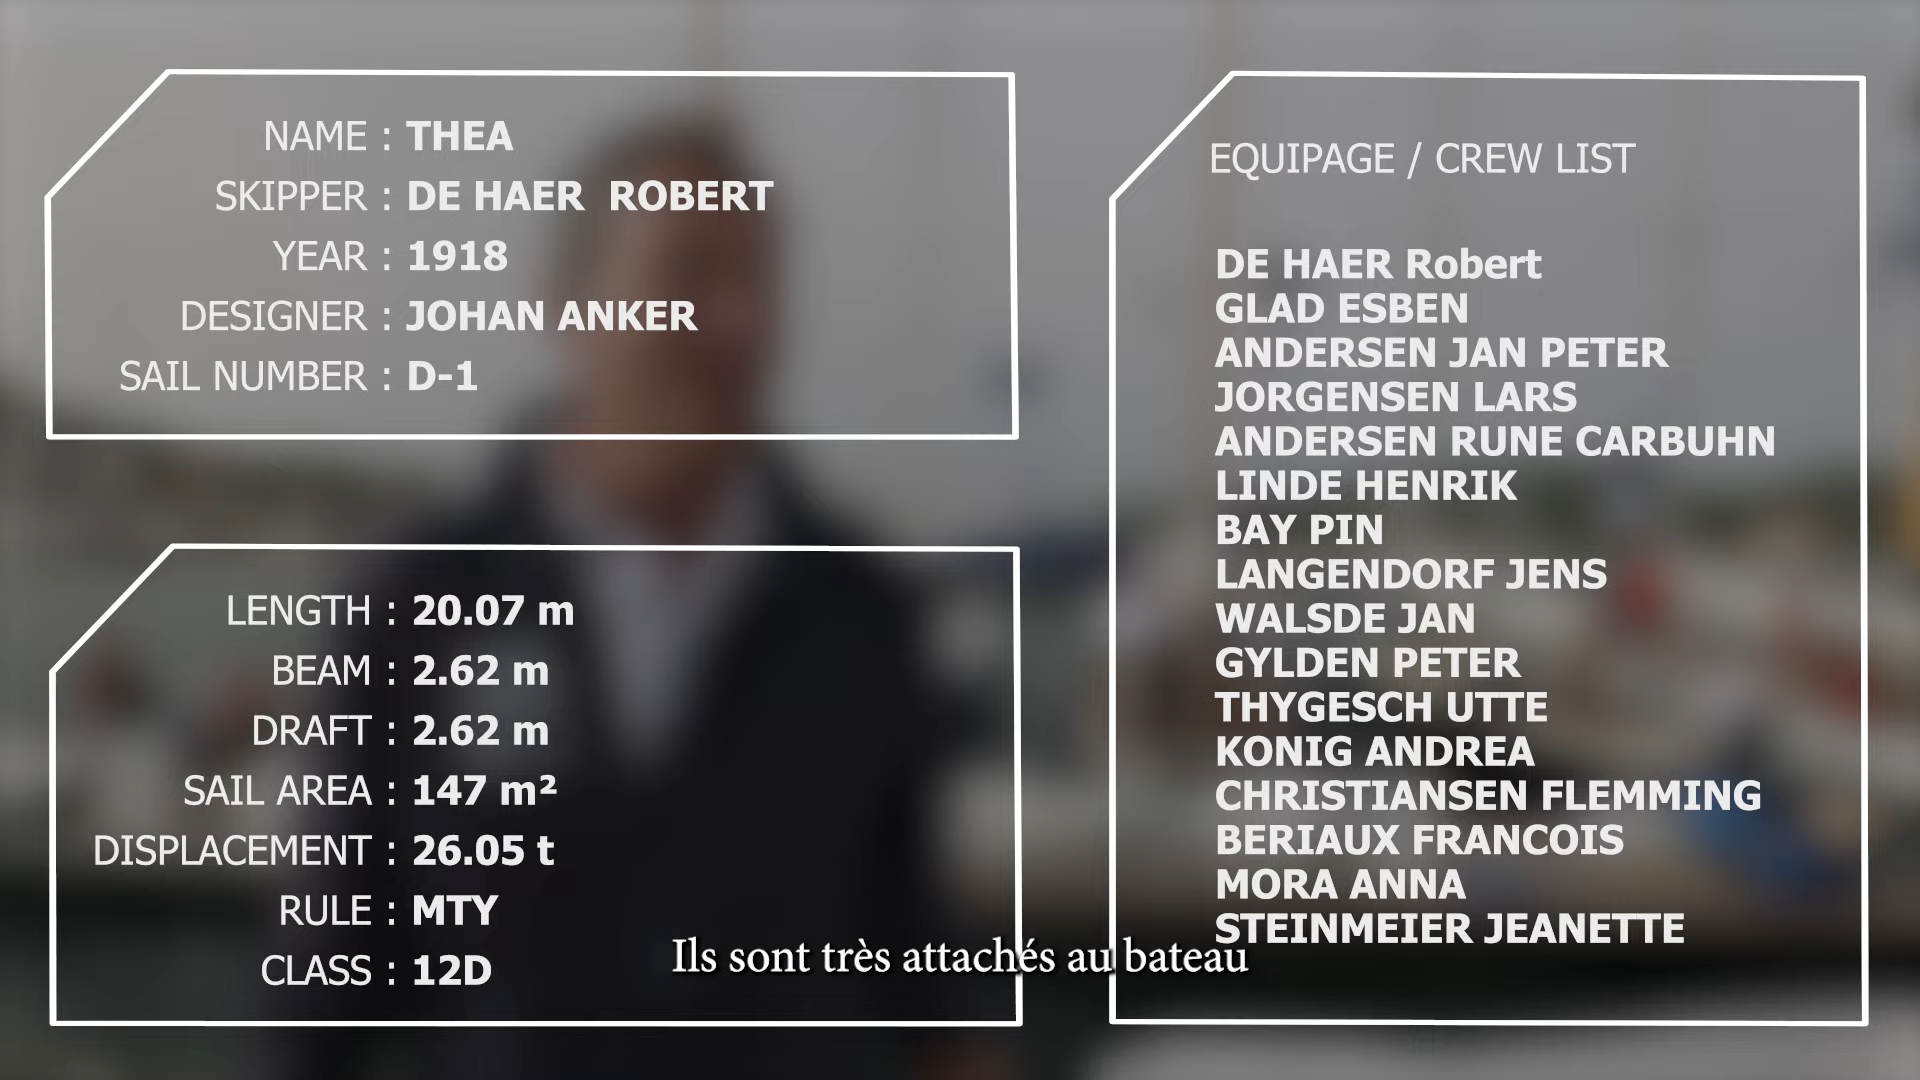 NAME : THEA
SKIPPER : DE HAER ROBERT
YEAR : 1918
DESIGNER : JOHAN ANKER
SAIL NUMBER : D-1
LENGTH : 20.07 m
BEAM : 2.62 m
DRAFT : 2.62 m
SAIL AREA : 147 m²
DISPLACEMENT : 26.05 t
RULE : MTY
CLASS : 12D
EQUIPAGE / CREW LIST
DE HAER Robert
GLAD ESBEN
ANDERSEN JAN PETER
JORGENSEN LARS
ANDERSEN RUNE CARBUHN
LINDE HENRIK
BAY PIN
LANGENDORF JENS
WALSDE JAN
GYLDEN PETER
THYGESCH UTTE
KONIG ANDREA
CHRISTIANSEN FLEMMING
BERIAUX FRANCOIS
MORA ANNA
STEINMEIER JEANETTE
Ils sont très attachés au bateau